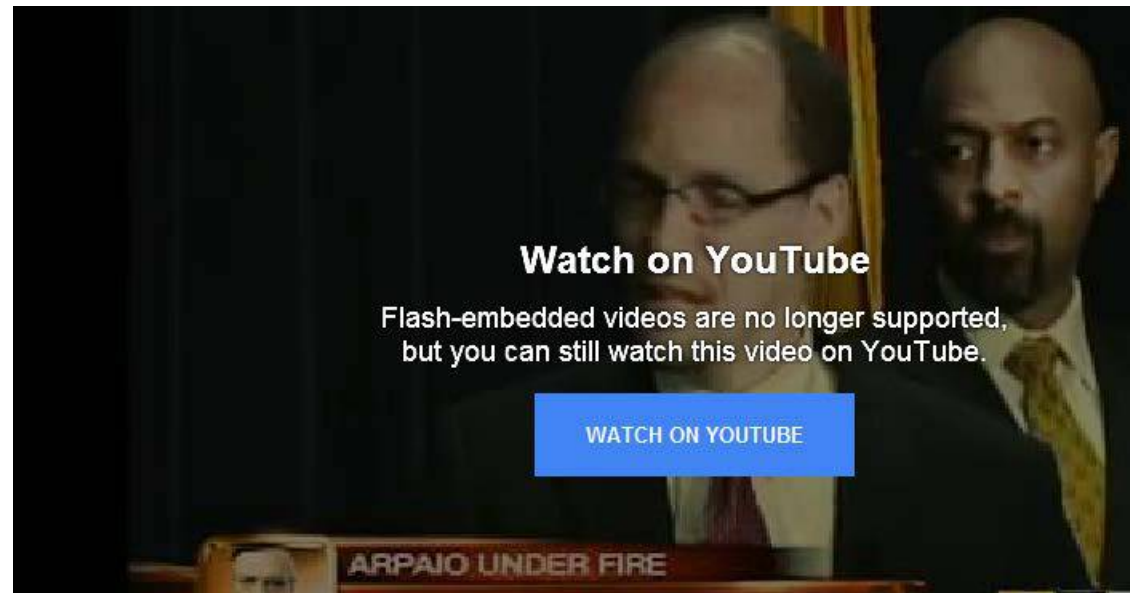 Watch on YouTube
Flash-embedded videos are no longer supported,
but you can still watch this video on YouTube.
WATCH ON YOUTUBE
ARPAIO UNDER FIRE